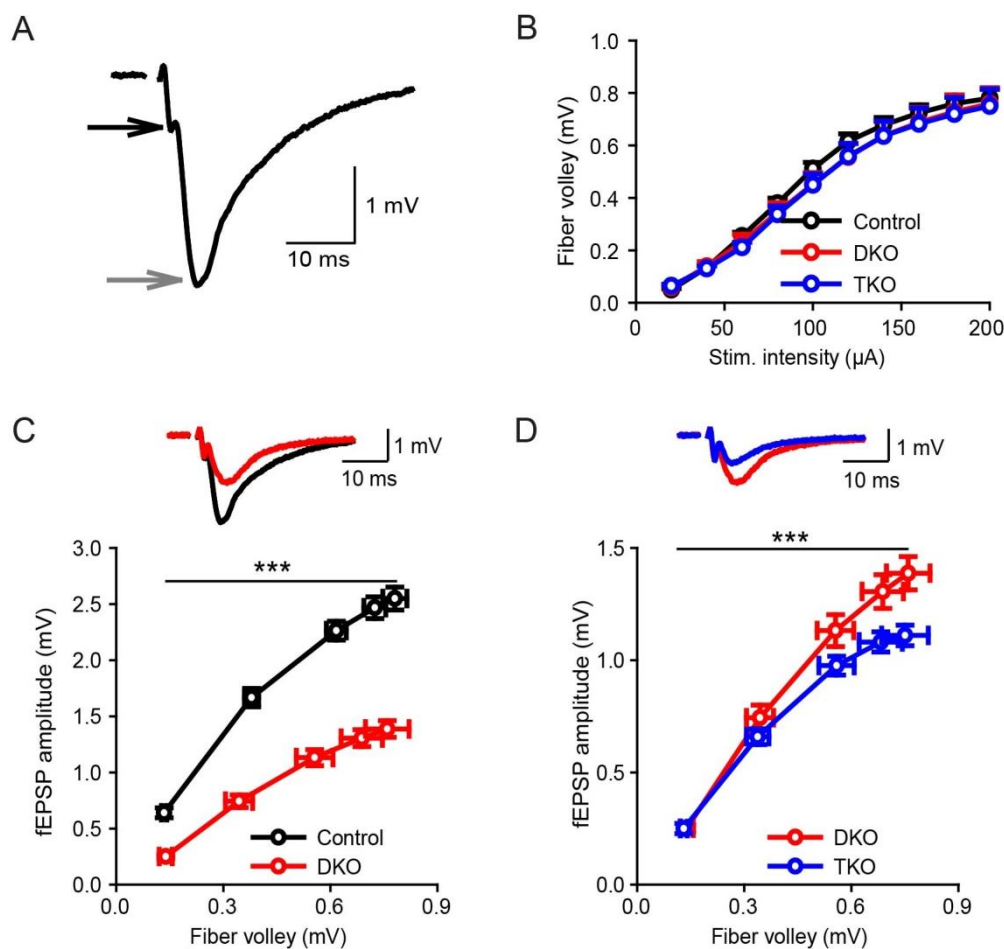 A
1 mV
10 ms
B
1.0
0.8
0.6
0.4
0.2
0.0
Fiber volley (mV)
Control
DKO
TKO
0
50
100
150
200
Stim. intensity (µA)
C
1 mV
10 ms
***
3.0
2.5
2.0
1.5
1.0
0.5
0.0
fEPSP amplitude (mV)
Control
DKO
0.0
0.3
0.6
0.9
Fiber volley (mV)
D
1 mV
10 ms
***
1.5
1.0
0.5
0.0
fEPSP amplitude (mV)
DKO
TKO
0.0
0.3
0.6
0.9
Fiber volley (mV)